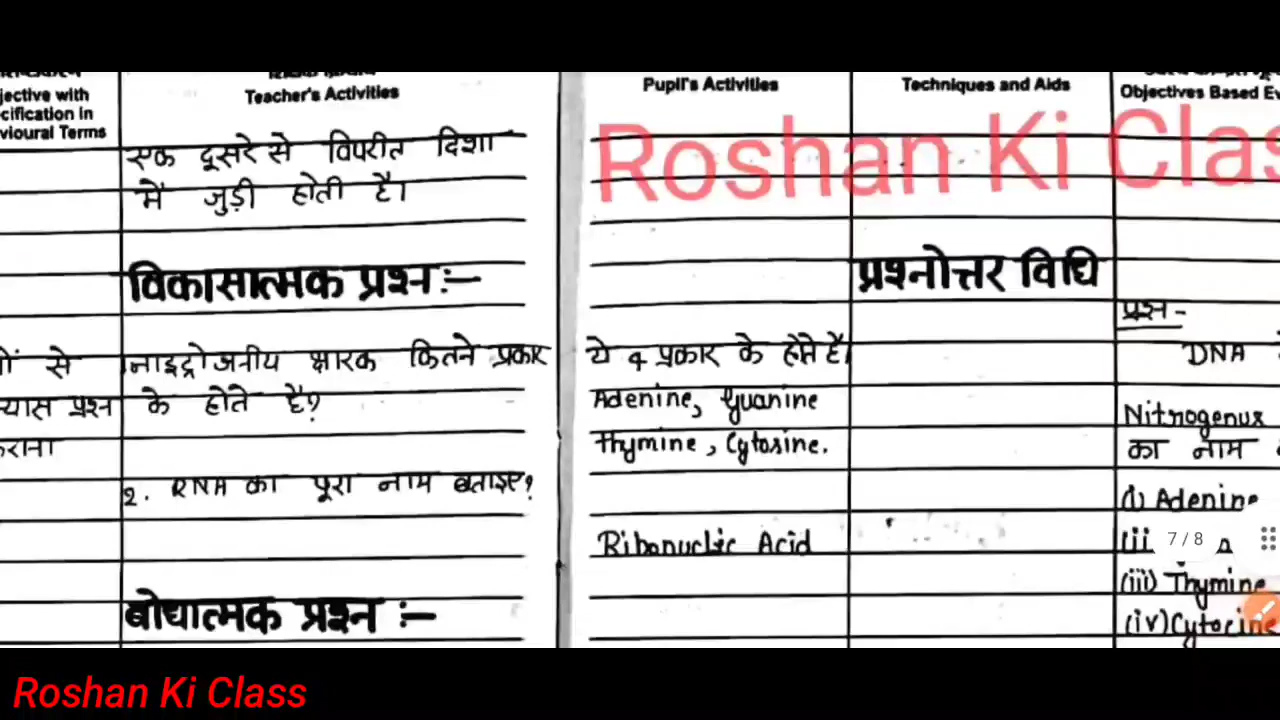 jective with
cification in
vioural Terms
Teacher's Activities
Pupil's Activities
Techniques and Aids
Objectives Based Ev
Roshan Ki Clas
एक दूसरे से विपरीत दिशा
में जुड़ी होती है।
विकासात्मक प्रश्न :-
प्रश्नोत्तर विधि
प्रश्न -
से
नाइट्रोजनीय क्षारक कितने प्रकार
ये 4 प्रकार के होते है।
DNA
प्रश्न
के होते है?
Adenine, Guanine
Nitrogenus
कराना
Thymine, Cytosine.
का नाम
2. RNA का पूरा नाम बताइए?
(i) Adenine
Ribonuclic Acid
(ii
7 / 8
(iii) Thymine
बोधात्मक प्रश्न :-
(iv) Cytocine
Roshan Ki Class